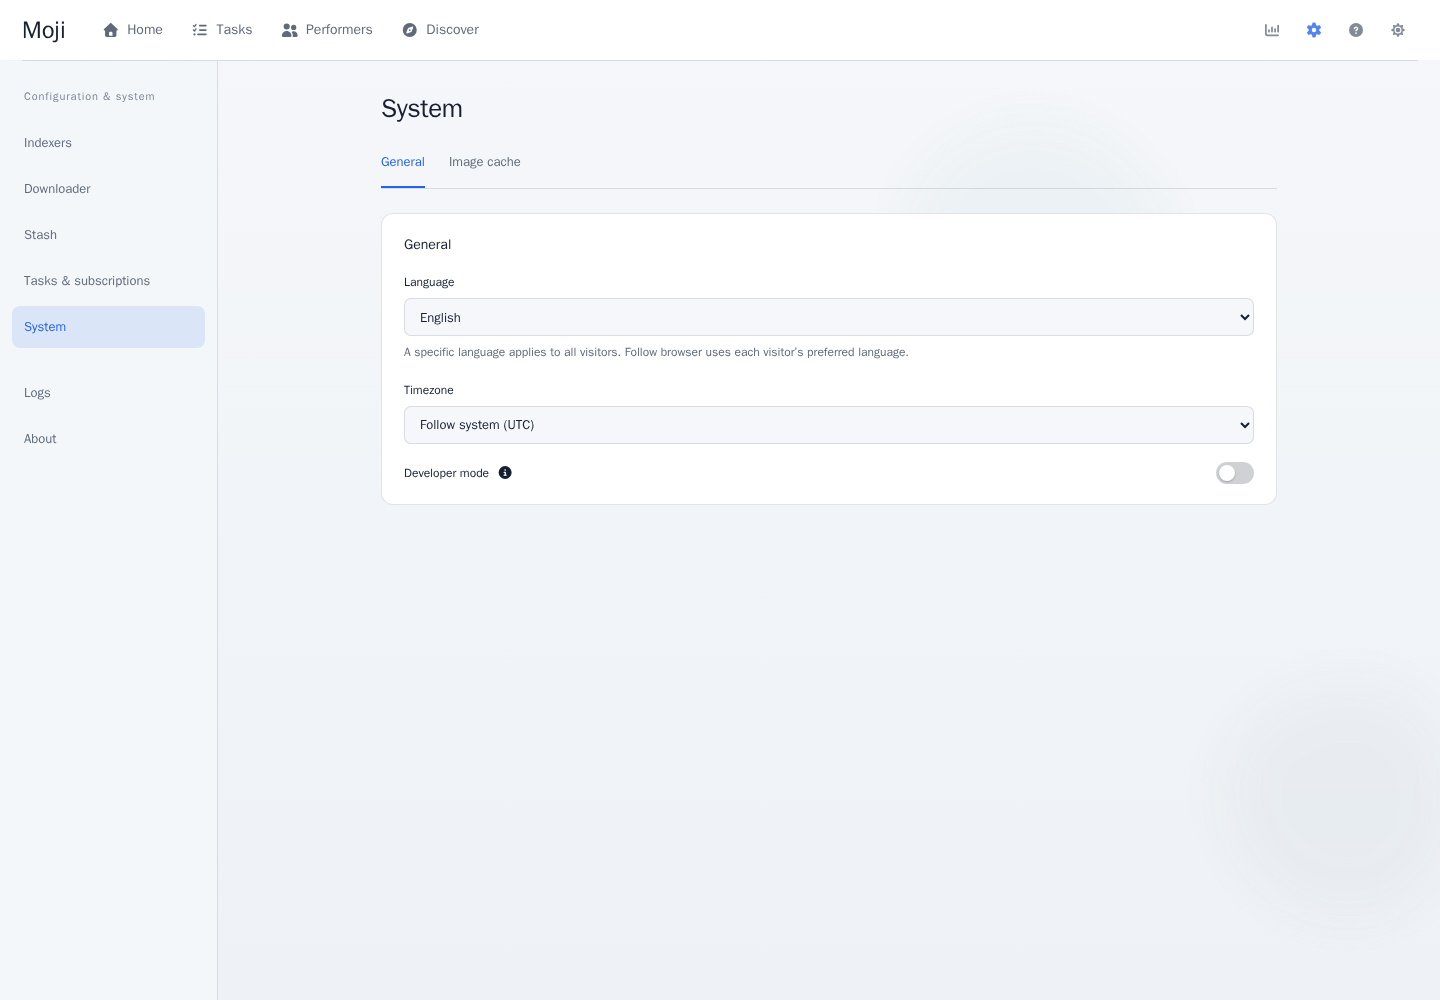 Moji
Home
Tasks
Performers
Discover
Configuration & system
Indexers
Downloader
Stash
Tasks & subscriptions
System
Logs
About
System
General
Image cache
General
Language
English
A specific language applies to all visitors. Follow browser uses each visitor's preferred language.
Timezone
Follow system (UTC)
Developer mode